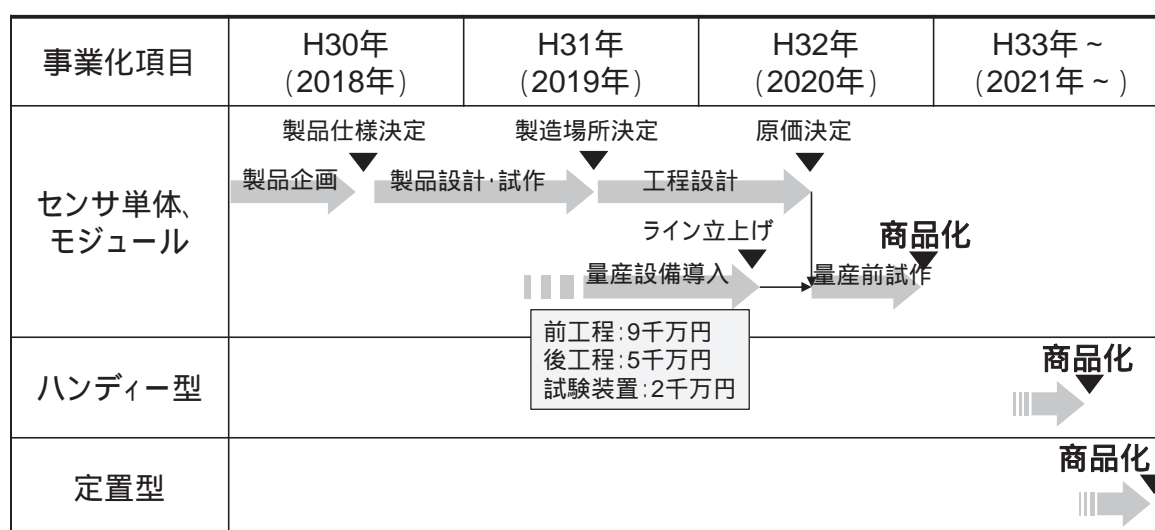 事業化項目
H30年
(2018年)
H31年
(2019年)
H32年
(2020年)
H33年~
(2021年~)
センサ単体、
モジュール
製品仕様決定
製造場所決定
原価決定
製品企画
製品設計・試作
工程設計
ライン立上げ
商品化
量産設備導入
量産前試作
前工程:9千万円
後工程:5千万円
試験装置:2千万円
ハンディー型
商品化
定置型
商品化